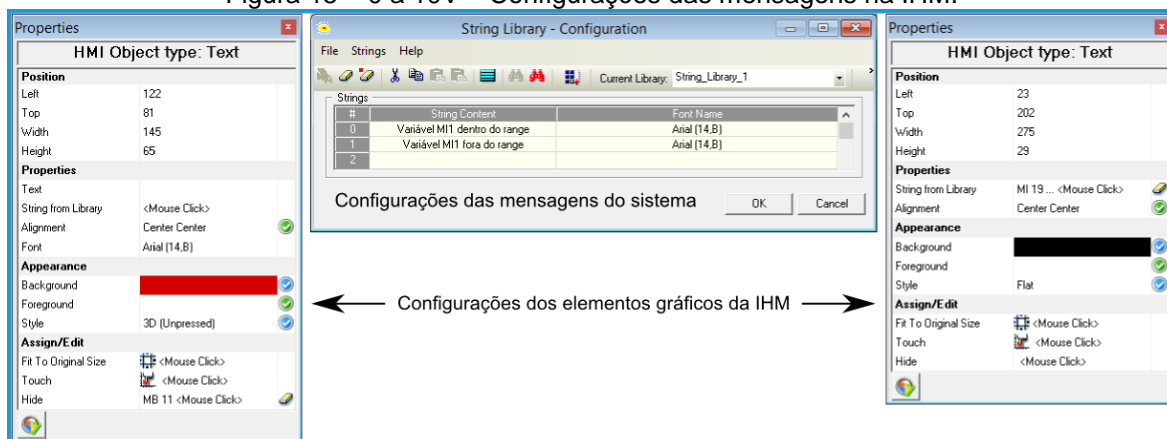 Figura 18 – 0 a 10V – Configurações das mensagens na IHM.
Properties
HMI Object type: Text
Position
Left 122
Top 81
Width 145
Height 65
Properties
Text
String from Library <Mouse Click>
Alignment Center Center
Font Arial (14,B)
Appearance
Background
Foreground
Style 3D (Unpressed)
Assign/Edit
Fit To Original Size <Mouse Click>
Touch <Mouse Click>
Hide MB 11 <Mouse Click>
String Library - Configuration
File Strings Help
Current Library: String_Library_1
Strings
# String Content Font Name
0 Variável MI1 dentro do range Arial (14,B)
1 Variável MI1 fora do range Arial (14,B)
2
Configurações das mensagens do sistema
OK Cancel
Configurações dos elementos gráficos da IHM
Properties
HMI Object type: Text
Position
Left 23
Top 202
Width 275
Height 29
Properties
String from Library MI 19 ... <Mouse Click>
Alignment Center Center
Appearance
Background
Foreground
Style Flat
Assign/Edit
Fit To Original Size <Mouse Click>
Touch <Mouse Click>
Hide <Mouse Click>